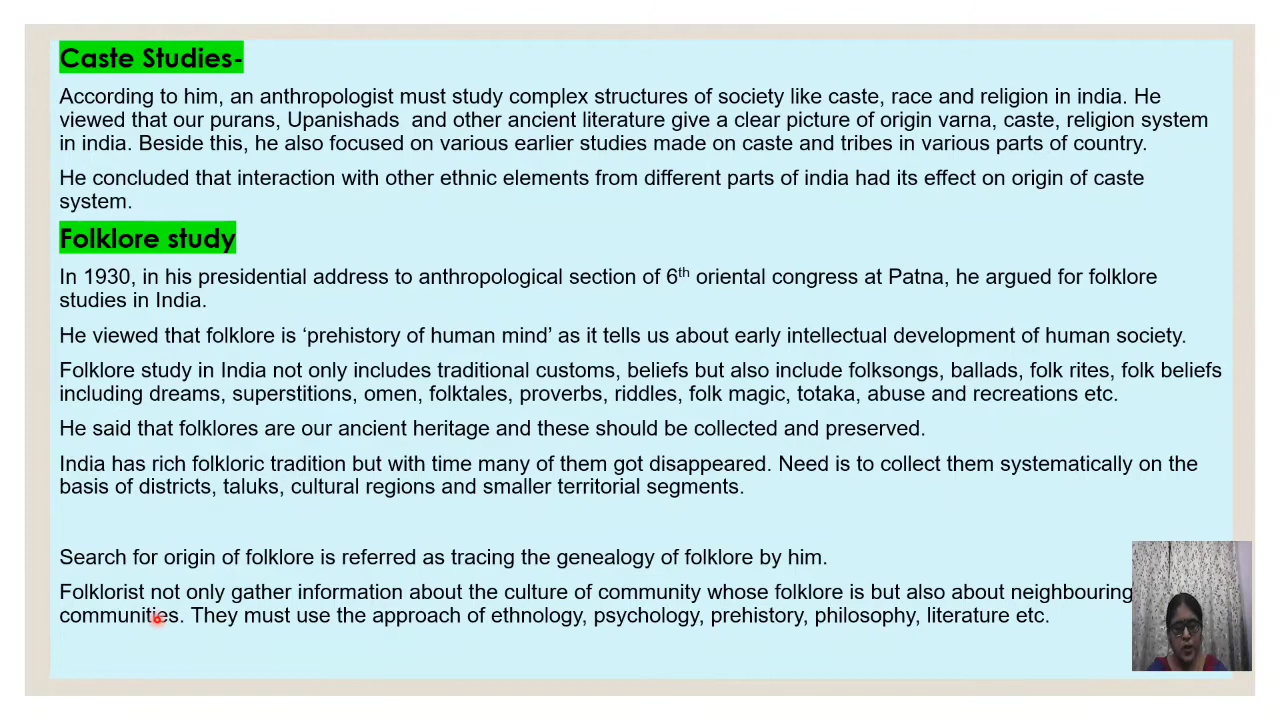 Caste Studies-
According to him, an anthropologist must study complex structures of society like caste, race and religion in india. He
viewed that our purans, Upanishads and other ancient literature give a clear picture of origin varna, caste, religion system
in india. Beside this, he also focused on various earlier studies made on caste and tribes in various parts of country.
He concluded that interaction with other ethnic elements from different parts of india had its effect on origin of caste
system.
Folklore study
In 1930, in his presidential address to anthropological section of 6th oriental congress at Patna, he argued for folklore
studies in India.
He viewed that folklore is ‘prehistory of human mind’ as it tells us about early intellectual development of human society.
Folklore study in India not only includes traditional customs, beliefs but also include folksongs, ballads, folk rites, folk beliefs
including dreams, superstitions, omen, folktales, proverbs, riddles, folk magic, totaka, abuse and recreations etc.
He said that folklores are our ancient heritage and these should be collected and preserved.
India has rich folkloric tradition but with time many of them got disappeared. Need is to collect them systematically on the
basis of districts, taluks, cultural regions and smaller territorial segments.
Search for origin of folklore is referred as tracing the genealogy of folklore by him.
Folklorist not only gather information about the culture of community whose folklore is but also about neighbouring
communities. They must use the approach of ethnology, psychology, prehistory, philosophy, literature etc.